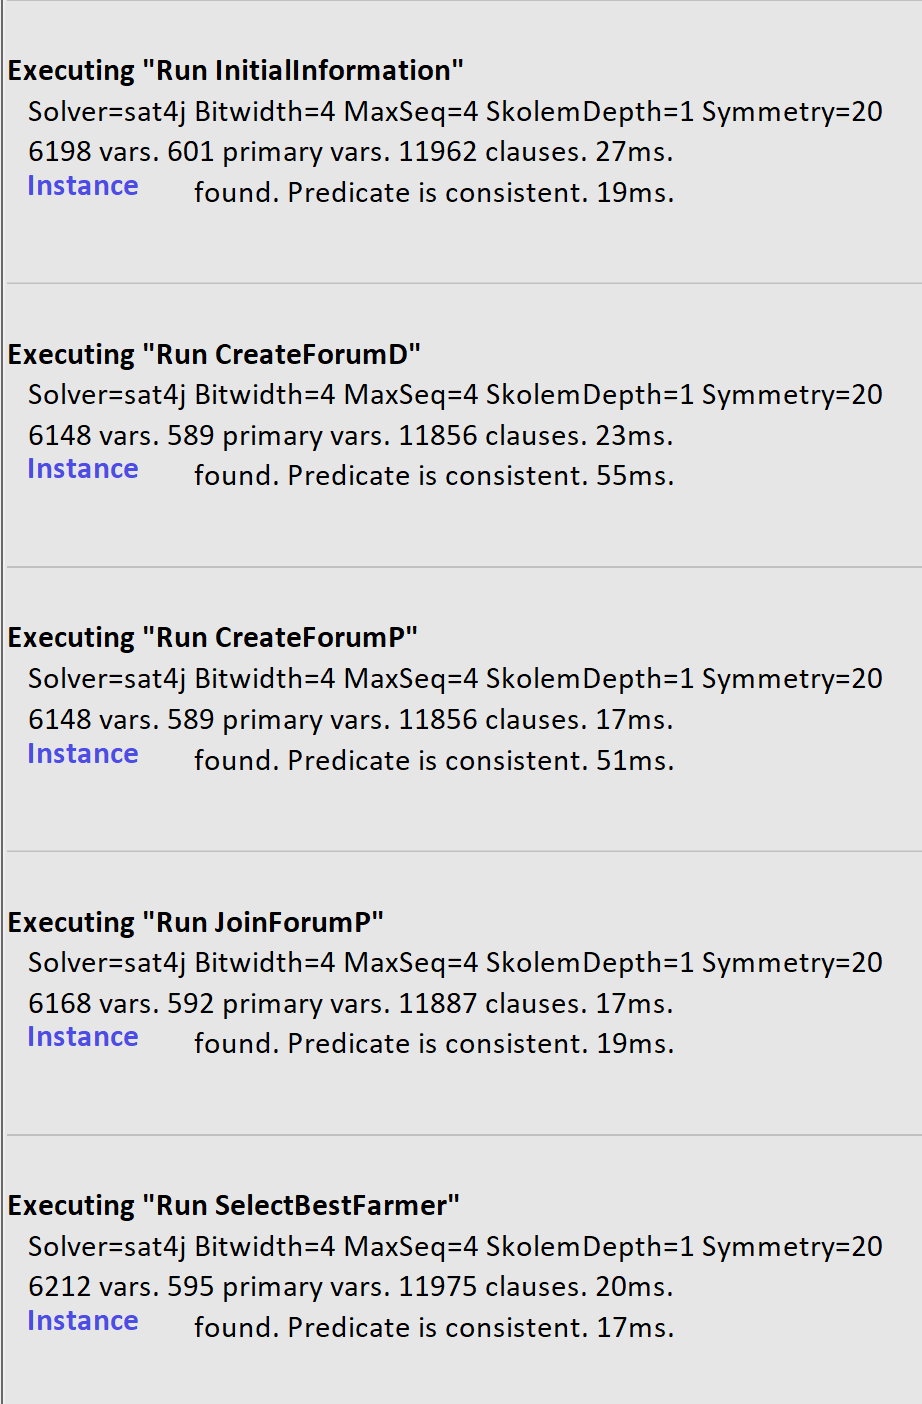 Executing "Run InitialInformation"
Solver=sat4j Bitwidth=4 MaxSeq=4 SkolemDepth=1 Symmetry=20
6198 vars. 601 primary vars. 11962 clauses. 27ms.
Instance found. Predicate is consistent. 19ms.
Executing "Run CreateForumD"
Solver=sat4j Bitwidth=4 MaxSeq=4 SkolemDepth=1 Symmetry=20
6148 vars. 589 primary vars. 11856 clauses. 23ms.
Instance found. Predicate is consistent. 55ms.
Executing "Run CreateForumP"
Solver=sat4j Bitwidth=4 MaxSeq=4 SkolemDepth=1 Symmetry=20
6148 vars. 589 primary vars. 11856 clauses. 17ms.
Instance found. Predicate is consistent. 51ms.
Executing "Run JoinForumP"
Solver=sat4j Bitwidth=4 MaxSeq=4 SkolemDepth=1 Symmetry=20
6168 vars. 592 primary vars. 11887 clauses. 17ms.
Instance found. Predicate is consistent. 19ms.
Executing "Run SelectBestFarmer"
Solver=sat4j Bitwidth=4 MaxSeq=4 SkolemDepth=1 Symmetry=20
6212 vars. 595 primary vars. 11975 clauses. 20ms.
Instance found. Predicate is consistent. 17ms.